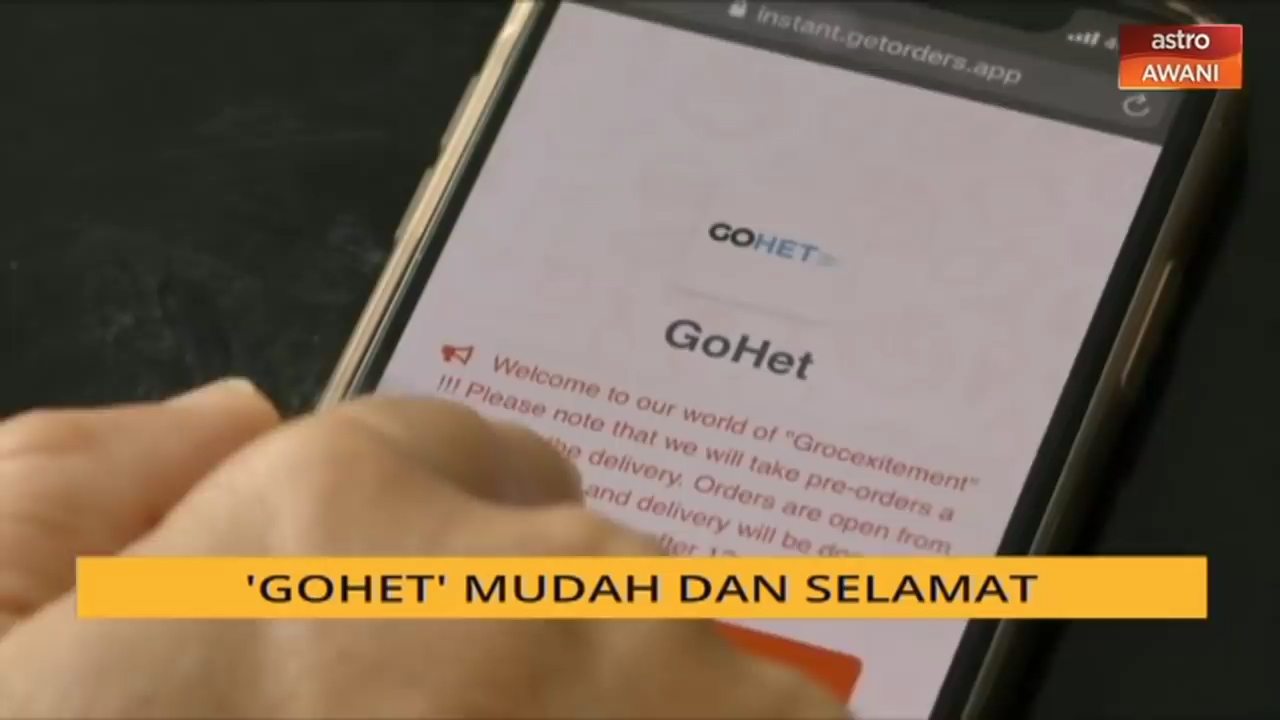 instant.getorders.app
astro
AWANI
GOHET
GoHet
Welcome to our world of "Grocexitement"
!!! Please note that we will take pre-orders a
the delivery. Orders are open from
and delivery will be
'GOHET' MUDAH DAN SELAMAT